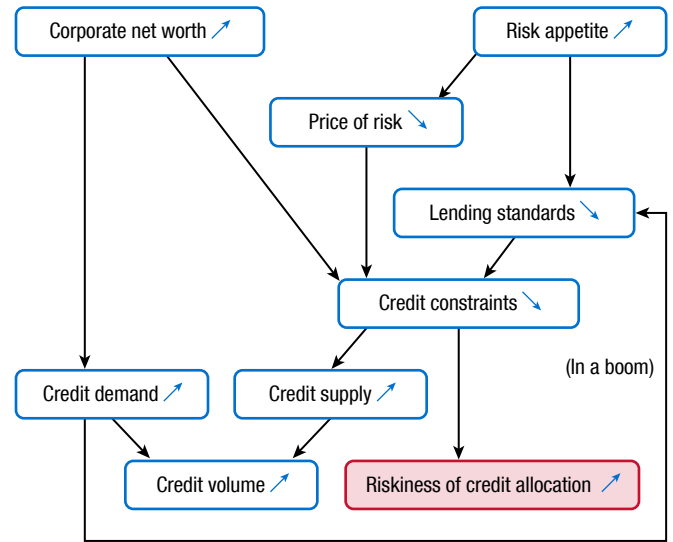 Corporate net worth
Risk appetite
Price of risk
Lending standards
Credit constraints
(In a boom)
Credit demand
Credit supply
Credit volume
Riskiness of credit allocation